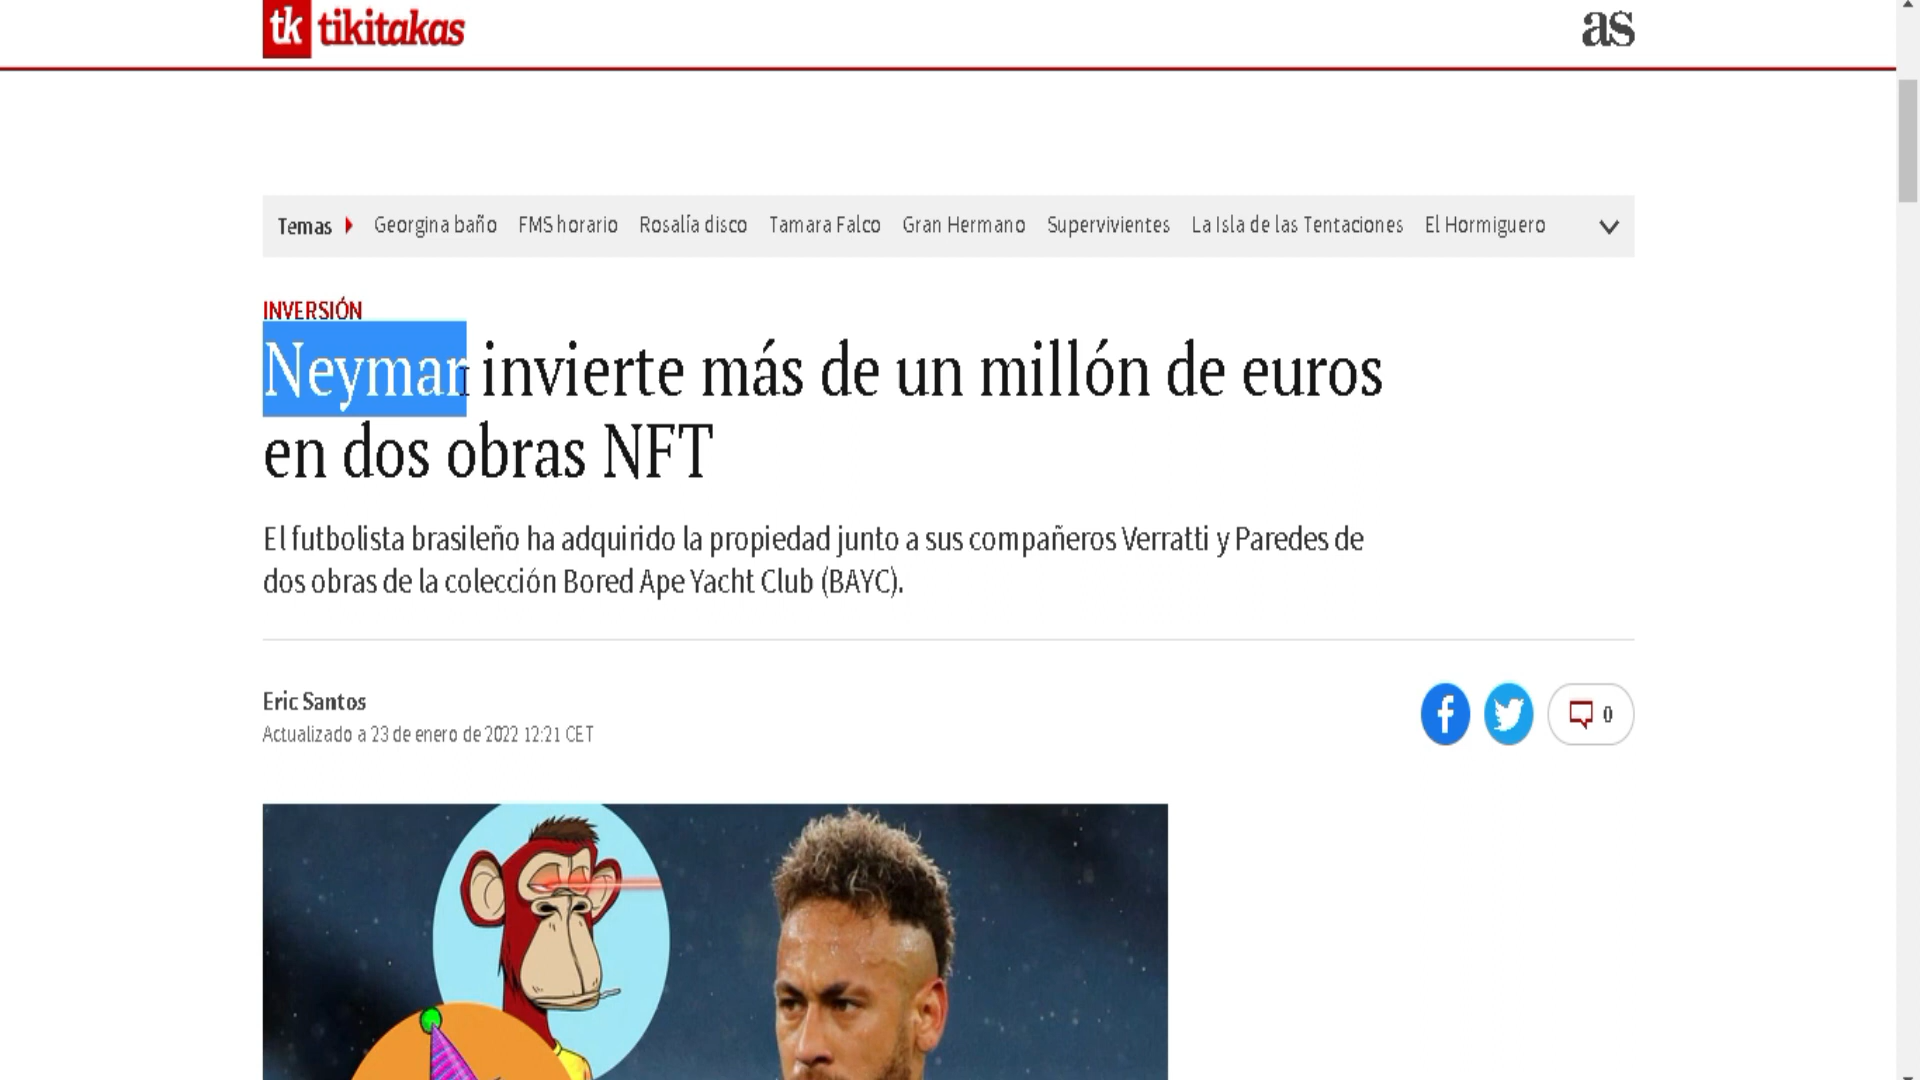 tk tikitakas
as
Temas Georgina baño FMS horario Rosalía disco Tamara Falco Gran Hermano Supervivientes La Isla de las Tentaciones El Hormiguero
INVERSIÓN
Neymar invierte más de un millón de euros
en dos obras NFT
El futbolista brasileño ha adquirido la propiedad junto a sus compañeros Verratti y Paredes de
dos obras de la colección Bored Ape Yacht Club (BAYC).
Eric Santos
Actualizado a 23 de enero de 2022 12:21 CET
0